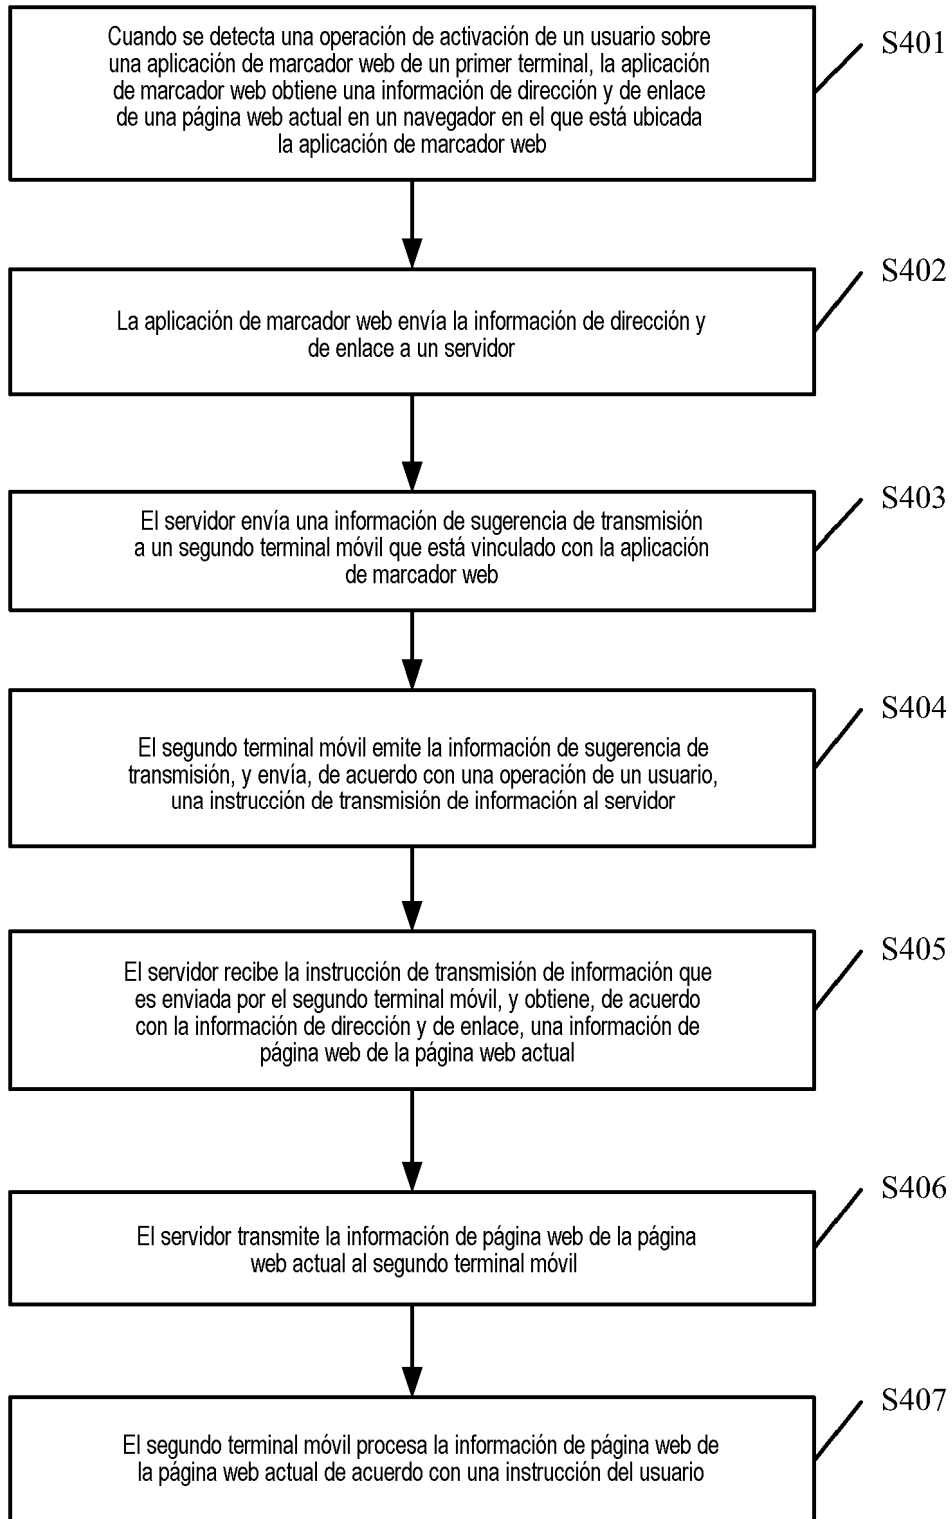 Cuando se detecta una operación de activación de un usuario sobre
una aplicación de marcador web de un primer terminal, la aplicación
de marcador web obtiene una información de dirección y de enlace
de una página web actual en un navegador en el que está ubicada
la aplicación de marcador web
S401
La aplicación de marcador web envía la información de dirección y
de enlace a un servidor
S402
El servidor envía una información de sugerencia de transmisión
a un segundo terminal móvil que está vinculado con la aplicación
de marcador web
S403
El segundo terminal móvil emite la información de sugerencia de
transmisión, y envía, de acuerdo con una operación de un usuario,
una instrucción de transmisión de información al servidor
S404
El servidor recibe la instrucción de transmisión de información que
es enviada por el segundo terminal móvil, y obtiene, de acuerdo
con la información de dirección y de enlace, una información de
página web de la página web actual
S405
El servidor transmite la información de página web de la página
web actual al segundo terminal móvil
S406
El segundo terminal móvil procesa la información de página web de
la página web actual de acuerdo con una instrucción del usuario
S407